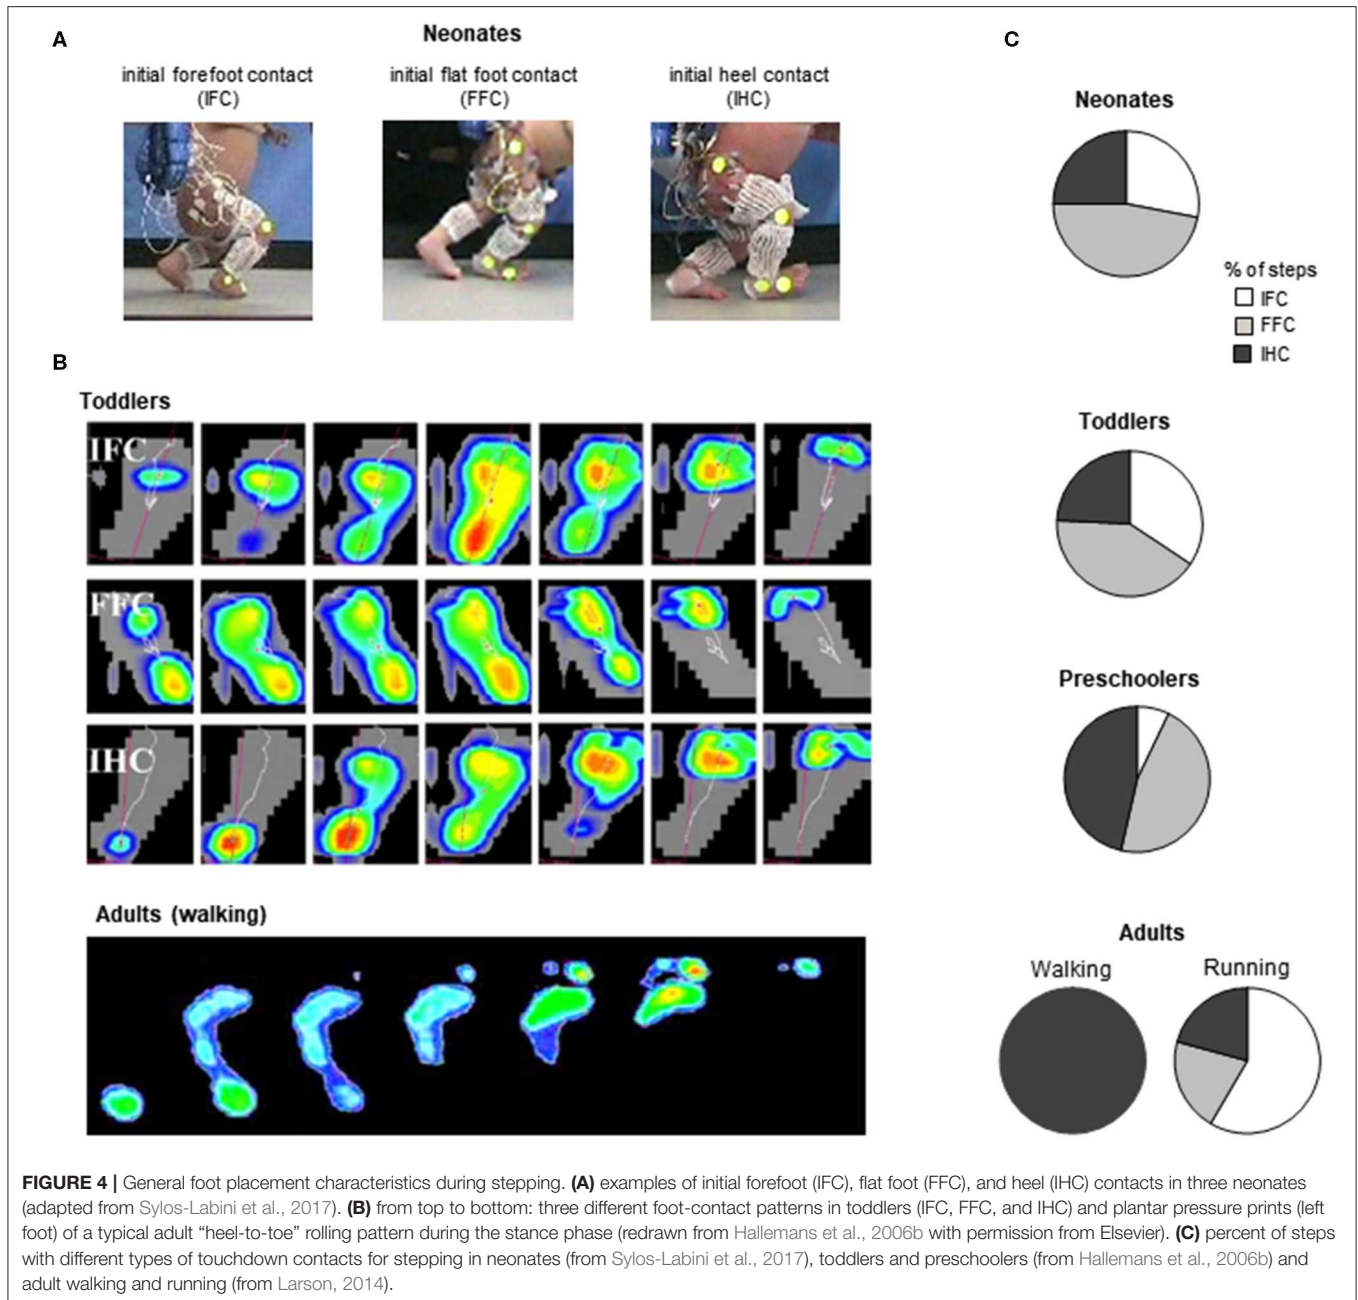 A
Neonates
initial forefoot contact
(IFC)
initial flat foot contact
(FFC)
initial heel contact
(IHC)
B
Toddlers
IFC
FFC
IHC
Adults (walking)
C
Neonates
% of steps
IFC
FFC
IHC
Toddlers
Preschoolers
Adults
Walking
Running
FIGURE 4 | General foot placement characteristics during stepping. (A) examples of initial forefoot (IFC), flat foot (FFC), and heel (IHC) contacts in three neonates
(adapted from Sylos-Labini et al., 2017). (B) from top to bottom: three different foot-contact patterns in toddlers (IFC, FFC, and IHC) and plantar pressure prints (left
foot) of a typical adult “heel-to-toe” rolling pattern during the stance phase (redrawn from Hallemans et al., 2006b with permission from Elsevier). (C) percent of steps
with different types of touchdown contacts for stepping in neonates (from Sylos-Labini et al., 2017), toddlers and preschoolers (from Hallemans et al., 2006b) and
adult walking and running (from Larson, 2014).